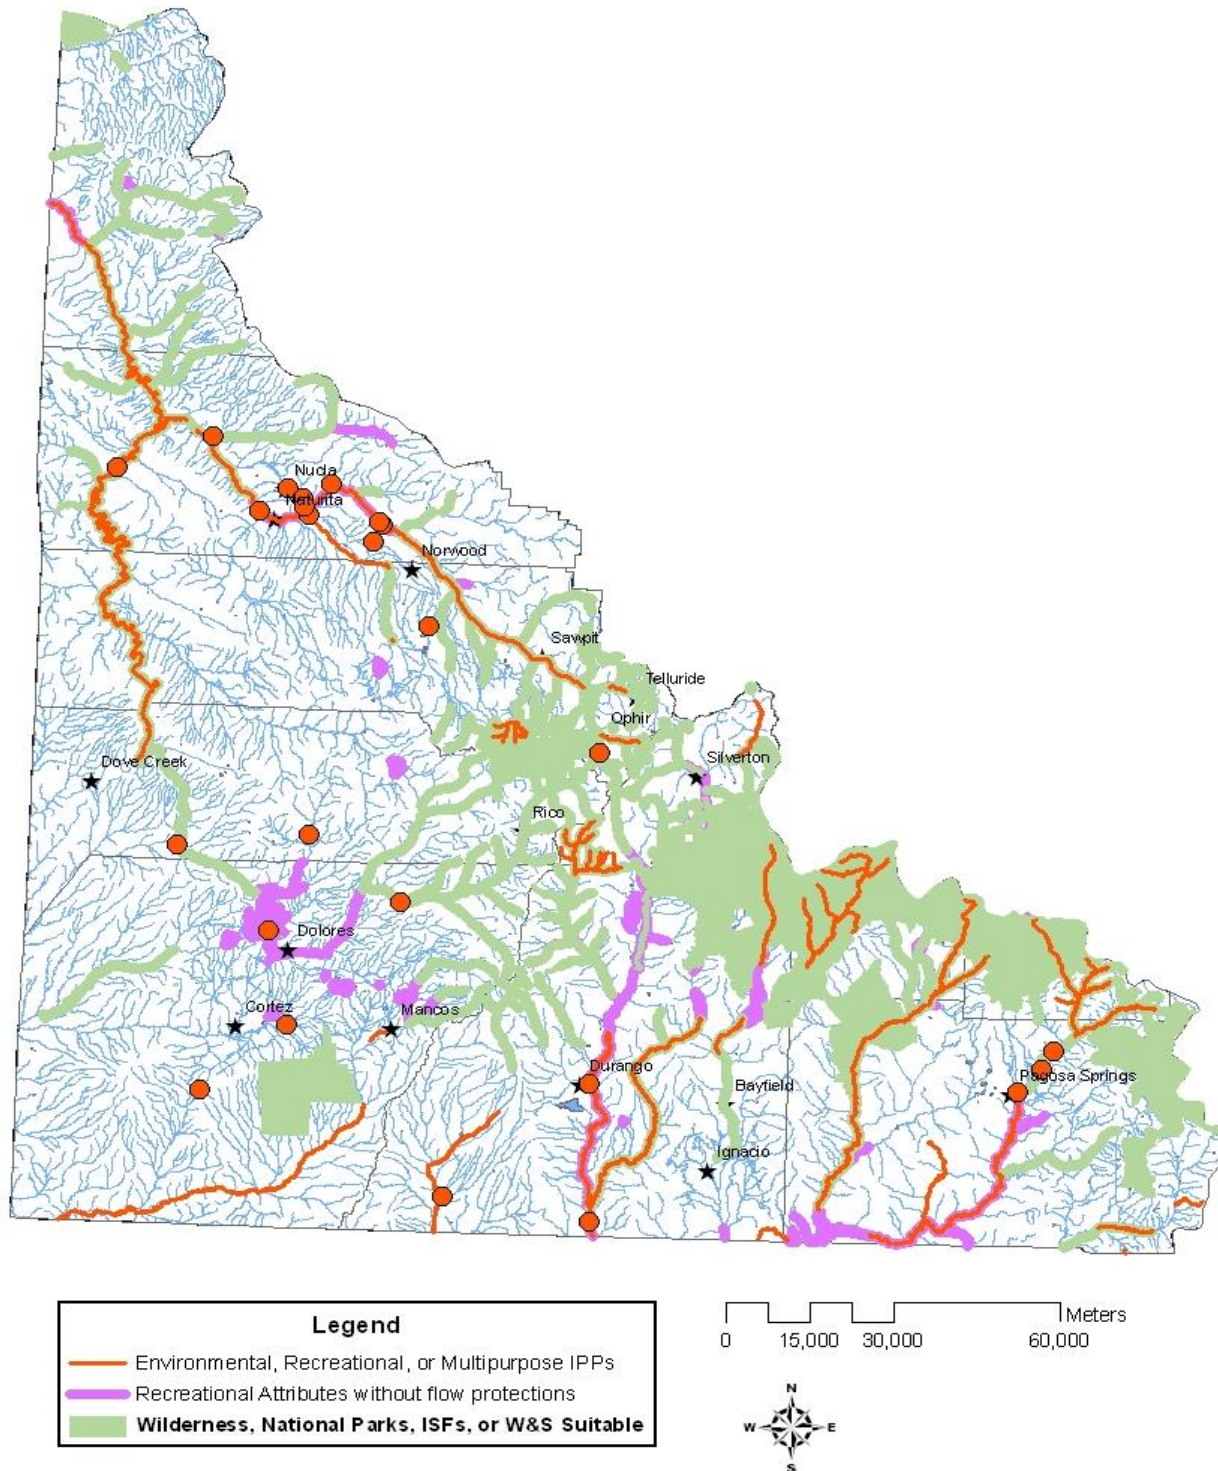 Nucla
Naturita
Norwood
Sawpit
Telluride
Ophir
Silverton
Dove Creek
Rico
Dolores
Cortez
Mancos
Durango
Bayfield
Pagosa Springs
Ignacio
Legend
Environmental, Recreational, or Multipurpose IPPs
Recreational Attributes without flow protections
Wilderness, National Parks, ISFs, or W&S Suitable
Meters
0 15,000 30,000 60,000
N
W E
S